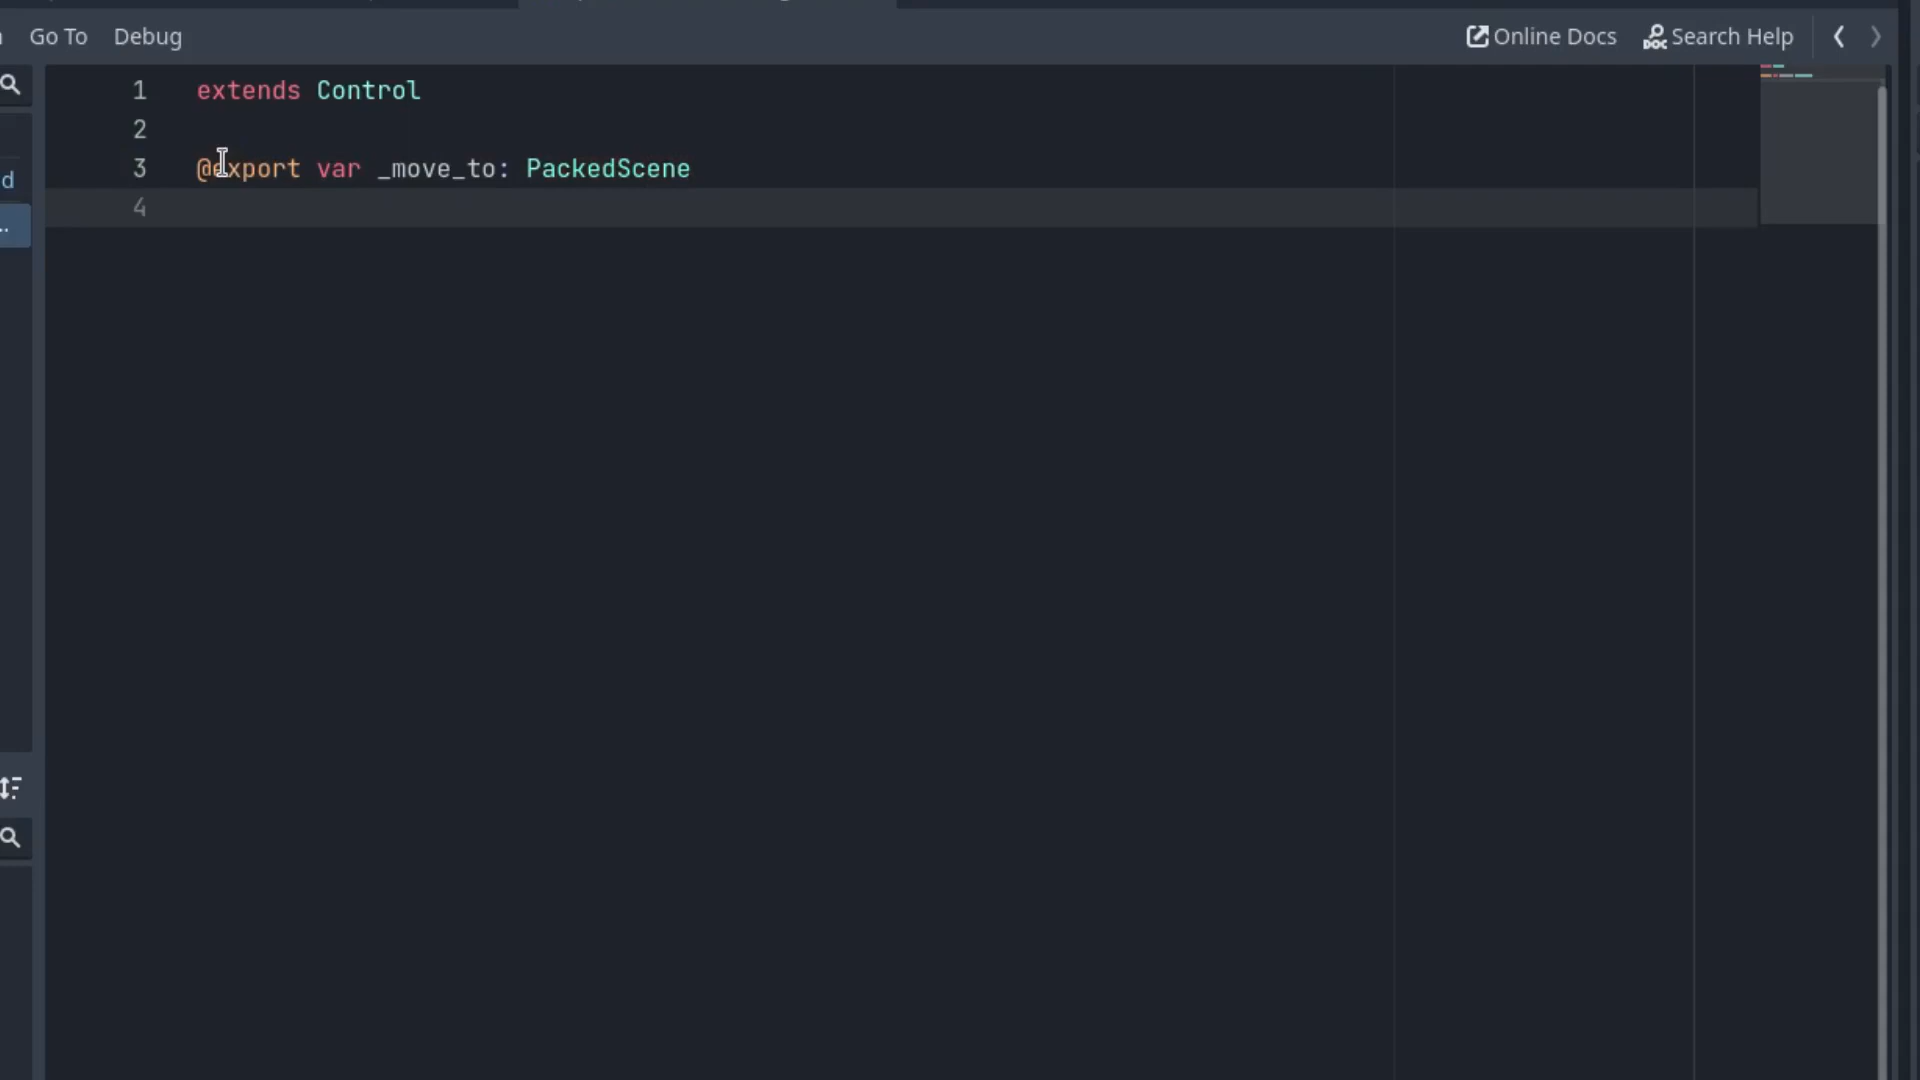 Go To Debug Online Docs Search Help
1 extends Control
2
3 @export var _move_to: PackedScene
4
d
..